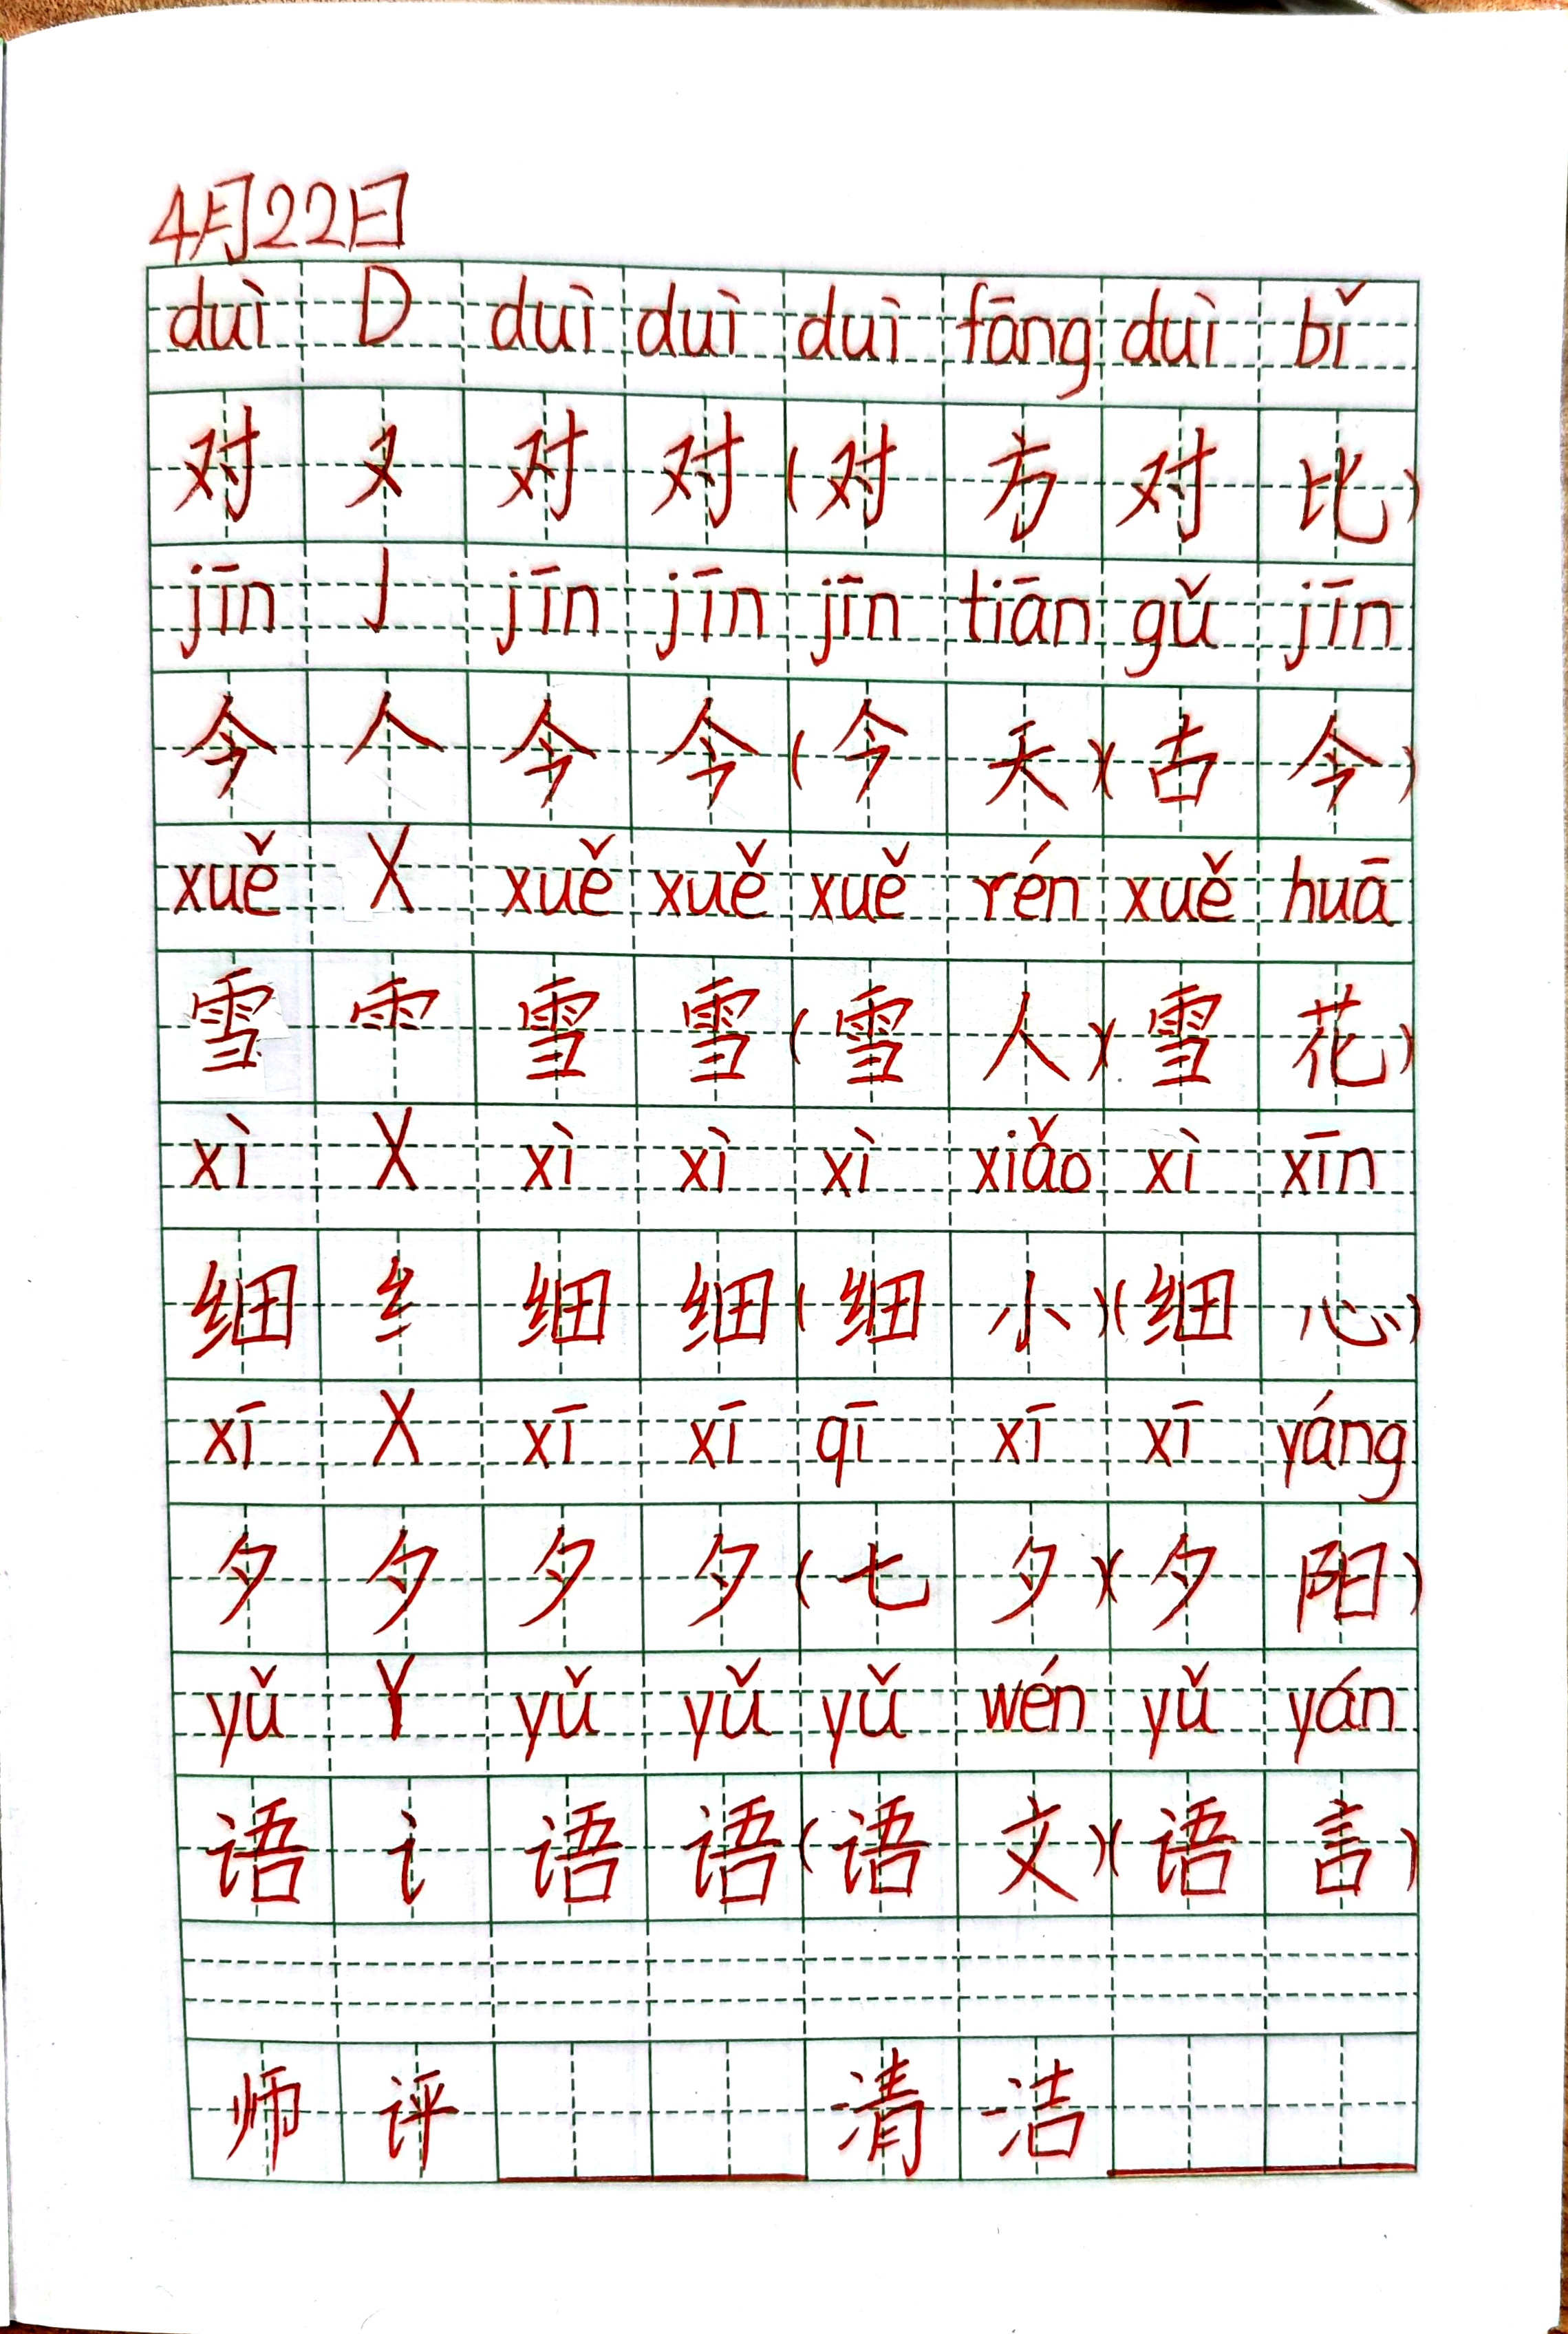 4月22日
duì D duì duì duì fāng duì bǐ
对 又 对 对 (对 方 对 比)
jīn J jīn jīn jīn tiān gǔ jīn
今 人 今 今 (今 天)(古 今)
xuě X xuě xuě xuě rén xuě huā
雪 ⻗ 雪 雪 (雪 人)(雪 花)
xì X xì xì xì xiǎo xì xīn
细 纟 细 细 (细 小)(细 心)
xī X xī xī qī xī xī yáng
夕 夕 夕 夕 (七 夕)(夕 阳)
yǔ Y yǔ yǔ yǔ wén yǔ yán
语 讠 语 语 (语 文)(语 言)
师 评 清 洁